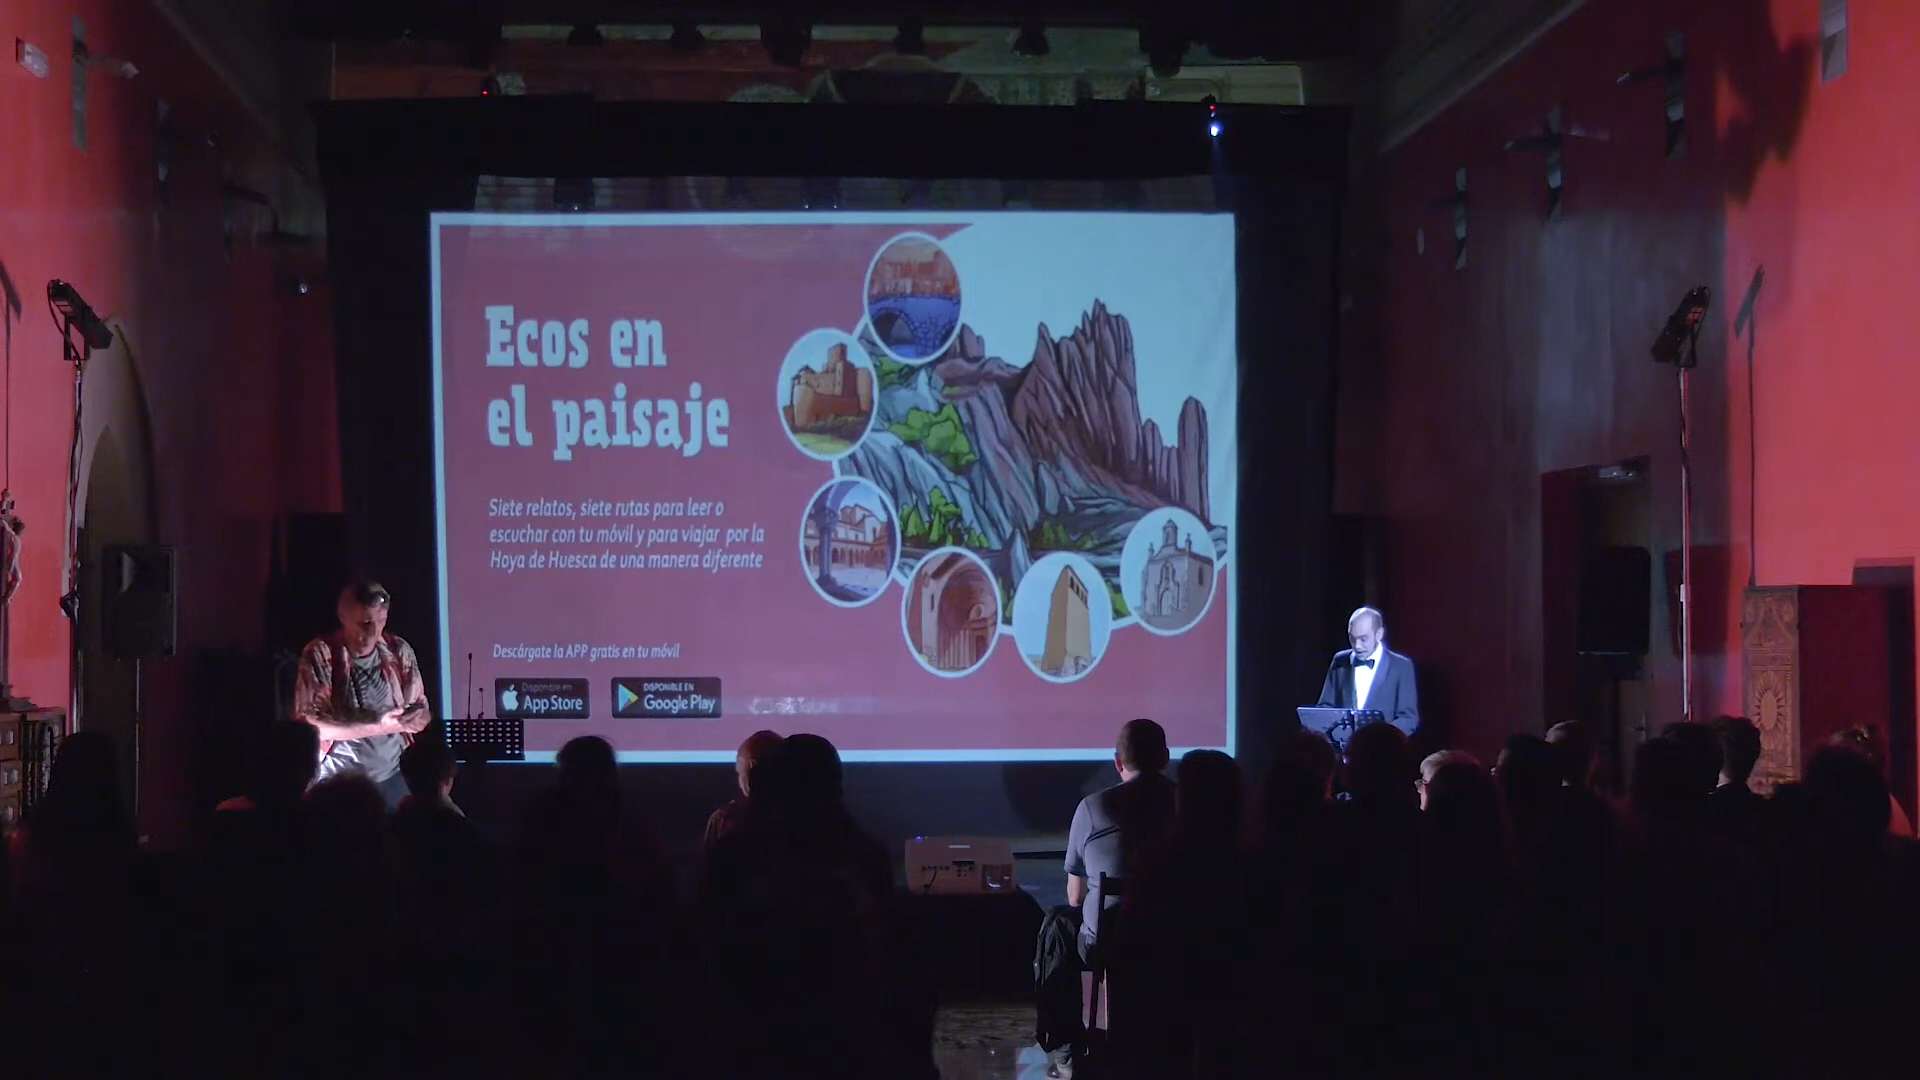 Ecos en
el paisaje
Siete relatos, siete rutas para leer o
escuchar con tu móvil y para viajar por la
Hoya de Huesca de una manera diferente
Descárgate la APP gratis en tu móvil
Disponible en
App Store
DISPONIBLE EN
Google Play